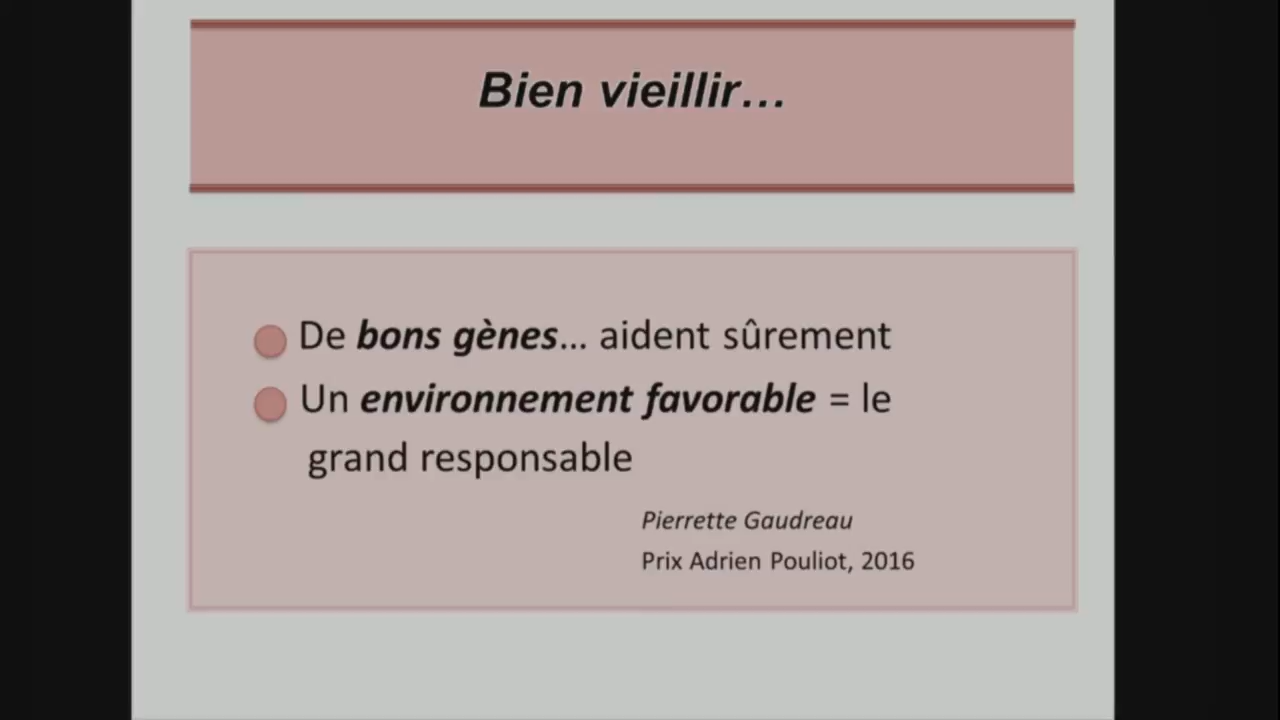 Bien vieillir…
De bons gènes… aident sûrement
Un environnement favorable = le
grand responsable
Pierrette Gaudreau
Prix Adrien Pouliot, 2016